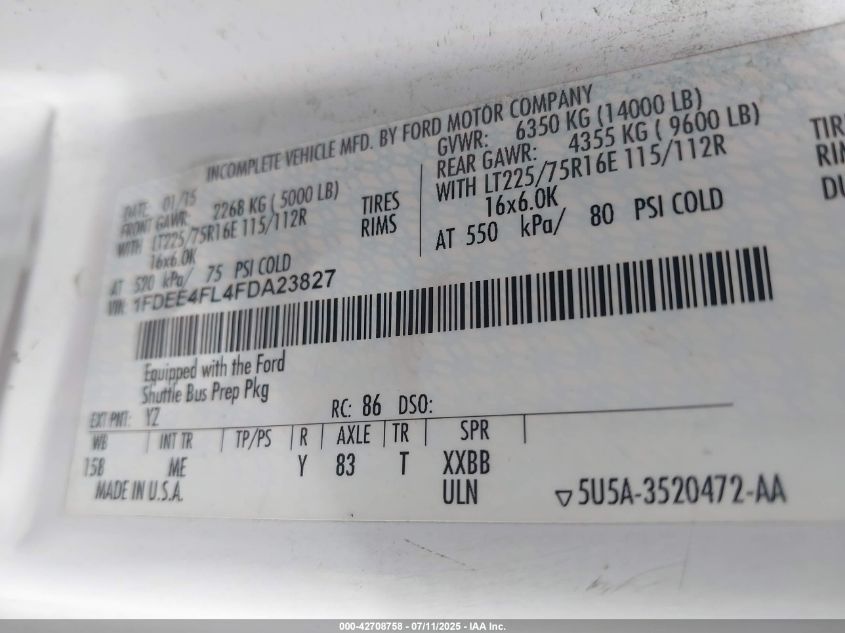 INCOMPLETE VEHICLE MFD. BY FORD MOTOR COMPANY
DATE: 01/15
FRONT GAWR: 2268 KG ( 5000 LB)
WITH LT225/75R16E 115/112R TIRES
16x6.0K RIMS
AT 520 kPa/ 75 PSI COLD
GVWR: 6350 KG (14000 LB)
REAR GAWR: 4355 KG ( 9600 LB)
WITH LT225/75R16E 115/112R
16x6.0K
AT 550 kPa/ 80 PSI COLD
TIR
RIM
DU
VIN: 1FDEE4FL4FDA23827
Equipped with the Ford
Shuttle Bus Prep Pkg
EXT PNT: YZ RC: 86 DSO:
WB INT TR TP/PS R AXLE TR SPR
158 ME Y 83 T XXBB
MADE IN U.S.A. ULN ▽5U5A-3520472-AA
000-42708758 - 07/11/2025 - IAA Inc.